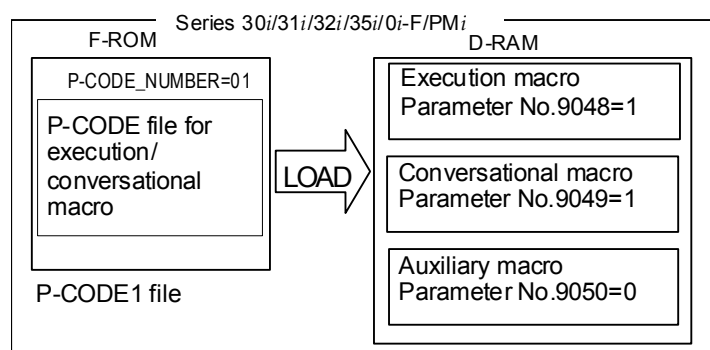 Series 30i/31i/32i/35i/0i-F/PMi
F-ROM
P-CODE_NUMBER=01
P-CODE file for
execution/
conversational
macro
P-CODE1 file
LOAD
D-RAM
Execution macro
Parameter No.9048=1
Conversational macro
Parameter No.9049=1
Auxiliary macro
Parameter No.9050=0